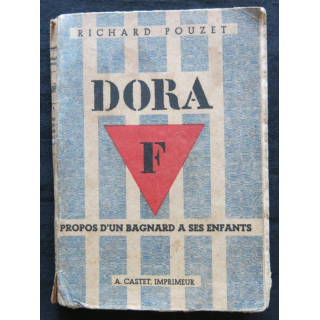 RICHARD POUZET
DORA
F
PROPOS D'UN BAGNARD A SES ENFANTS
A. CASTET, IMPRIMEUR